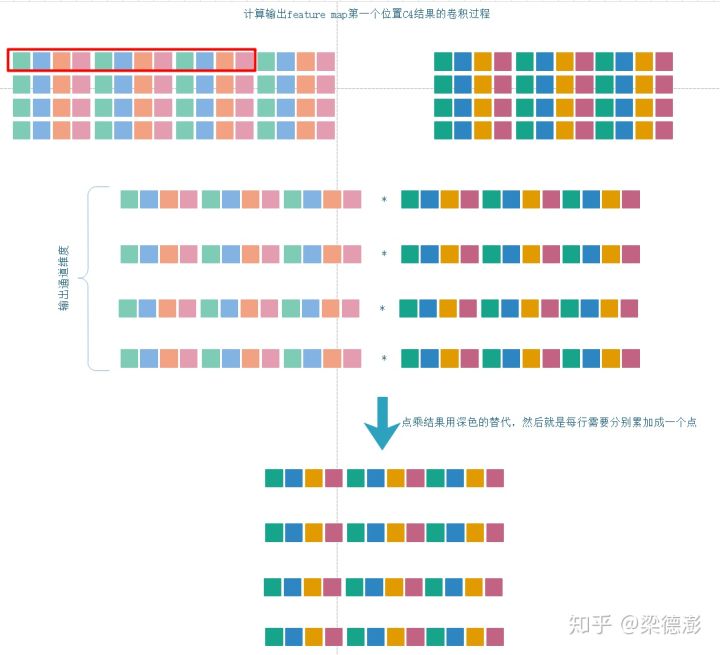 计算输出feature map第一个位置C4结果的卷积过程
*
*
输出通道维度
*
*
点乘结果用深色的替代，然后就是每行需要分别累加成一个点
知乎 @梁德澎